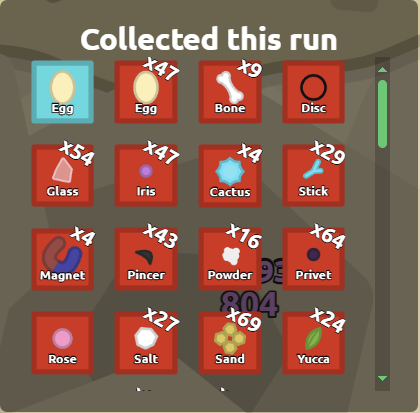 Collected this run
x47 x9
Egg Egg Bone Disc
x54 x47 x4 x29
Glass Iris Cactus Stick
x4 x43 x16 x64
Magnet Pincer Powder Privet
804
x27 x69 x24
Rose Salt Sand Yucca